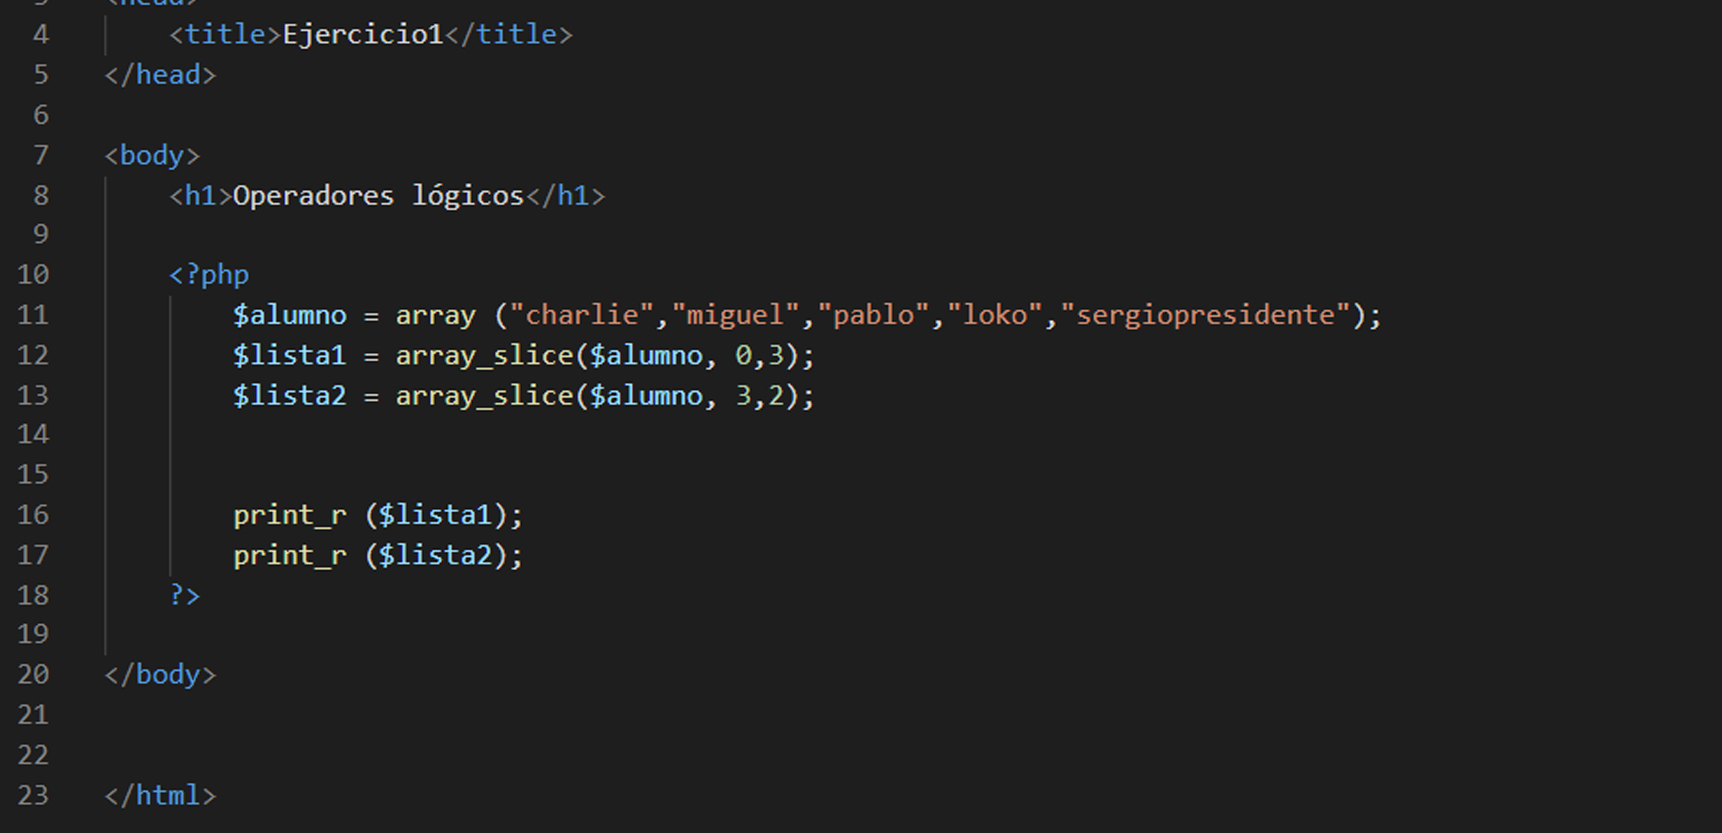 3 <head>
4 <title>Ejercicio1</title>
5 </head>
6
7 <body>
8 <h1>Operadores lógicos</h1>
9
10 <?php
11 $alumno = array ("charlie","miguel","pablo","loko","sergiopresidente");
12 $lista1 = array_slice($alumno, 0,3);
13 $lista2 = array_slice($alumno, 3,2);
14
15
16 print_r ($lista1);
17 print_r ($lista2);
18 ?>
19
20 </body>
21
22
23 </html>